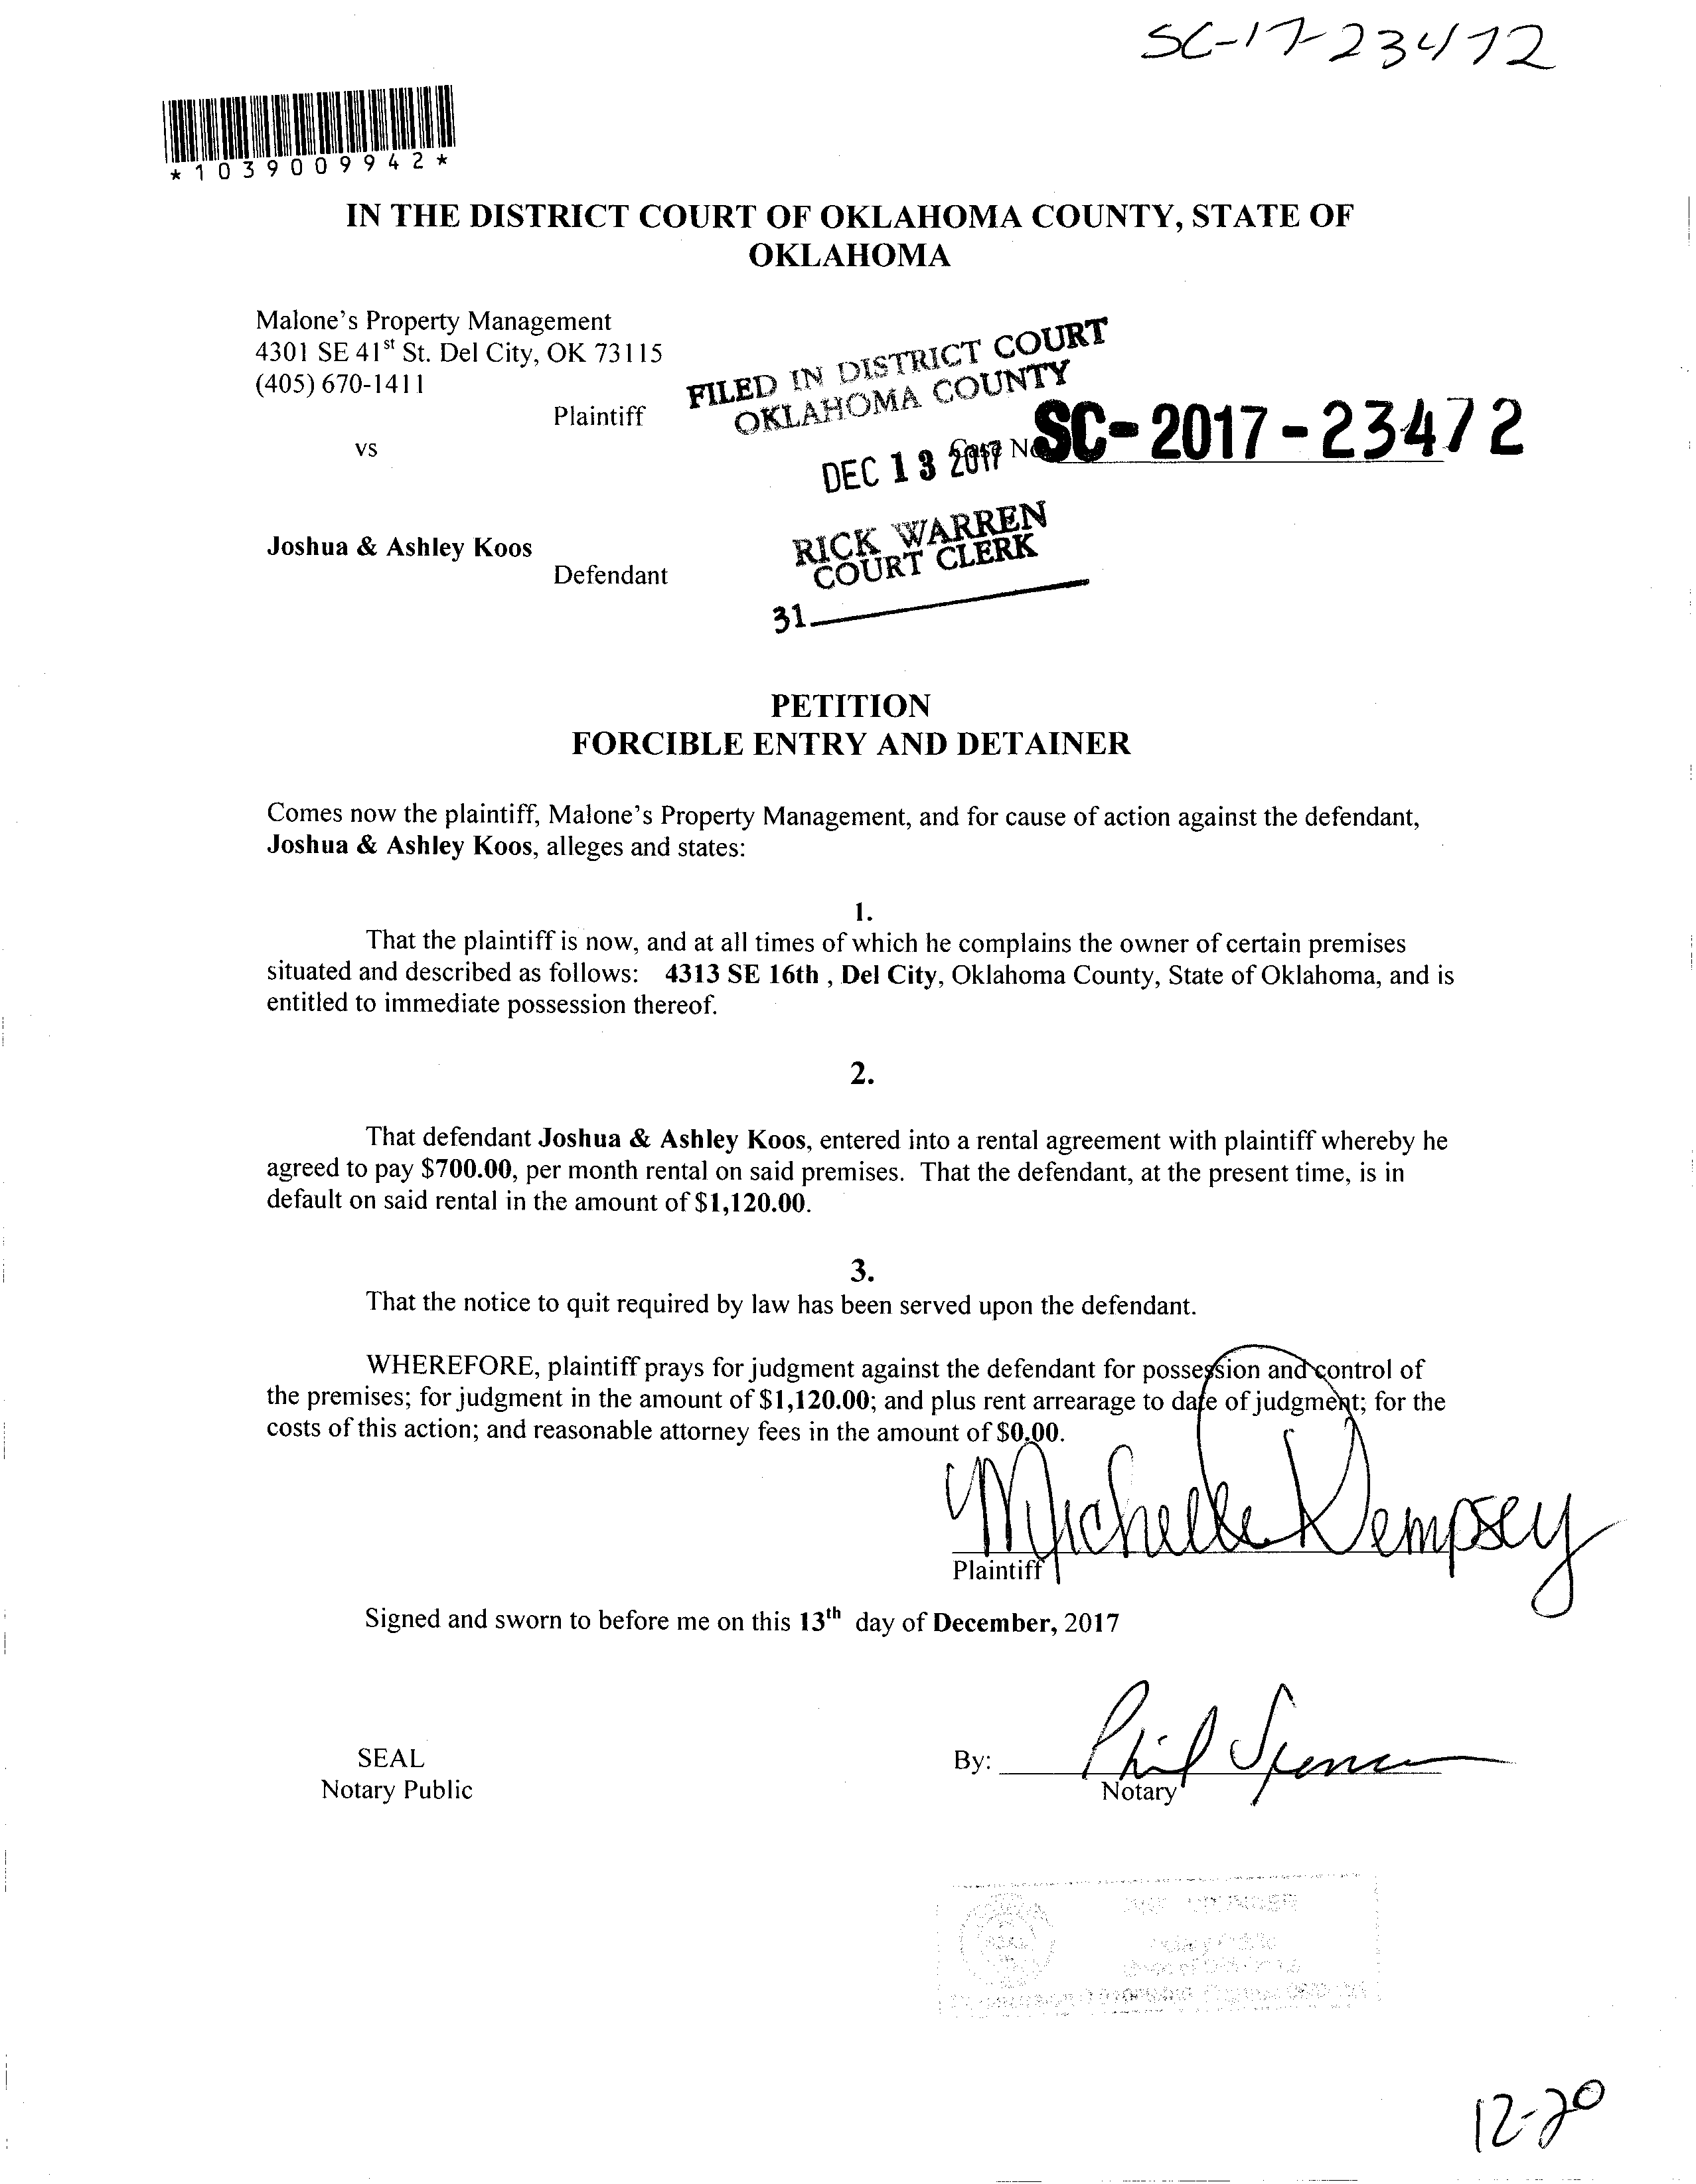 SC-17-23472
*1039009942*
IN THE DISTRICT COURT OF OKLAHOMA COUNTY, STATE OF
OKLAHOMA
Malone's Property Management
4301 SE 41st St. Del City, OK 73115
(405) 670-1411
Plaintiff
FILED IN DISTRICT COURT
OKLAHOMA COUNTY
vs
Case No SC-2017-23472
DEC 13 2017
RICK WARREN
COURT CLERK
Joshua & Ashley Koos
Defendant
31
PETITION
FORCIBLE ENTRY AND DETAINER
Comes now the plaintiff, Malone's Property Management, and for cause of action against the defendant,
Joshua & Ashley Koos, alleges and states:
1.
That the plaintiff is now, and at all times of which he complains the owner of certain premises
situated and described as follows: 4313 SE 16th , Del City, Oklahoma County, State of Oklahoma, and is
entitled to immediate possession thereof.
2.
That defendant Joshua & Ashley Koos, entered into a rental agreement with plaintiff whereby he
agreed to pay $700.00, per month rental on said premises. That the defendant, at the present time, is in
default on said rental in the amount of $1,120.00.
3.
That the notice to quit required by law has been served upon the defendant.
WHEREFORE, plaintiff prays for judgment against the defendant for possession and control of
the premises; for judgment in the amount of $1,120.00; and plus rent arrearage to date of judgment; for the
costs of this action; and reasonable attorney fees in the amount of $0.00.
Michelle Dempsey
Plaintiff
Signed and sworn to before me on this 13th day of December, 2017
SEAL
Notary Public
By: Phil Spencer
Notary
Notary Public
12-20